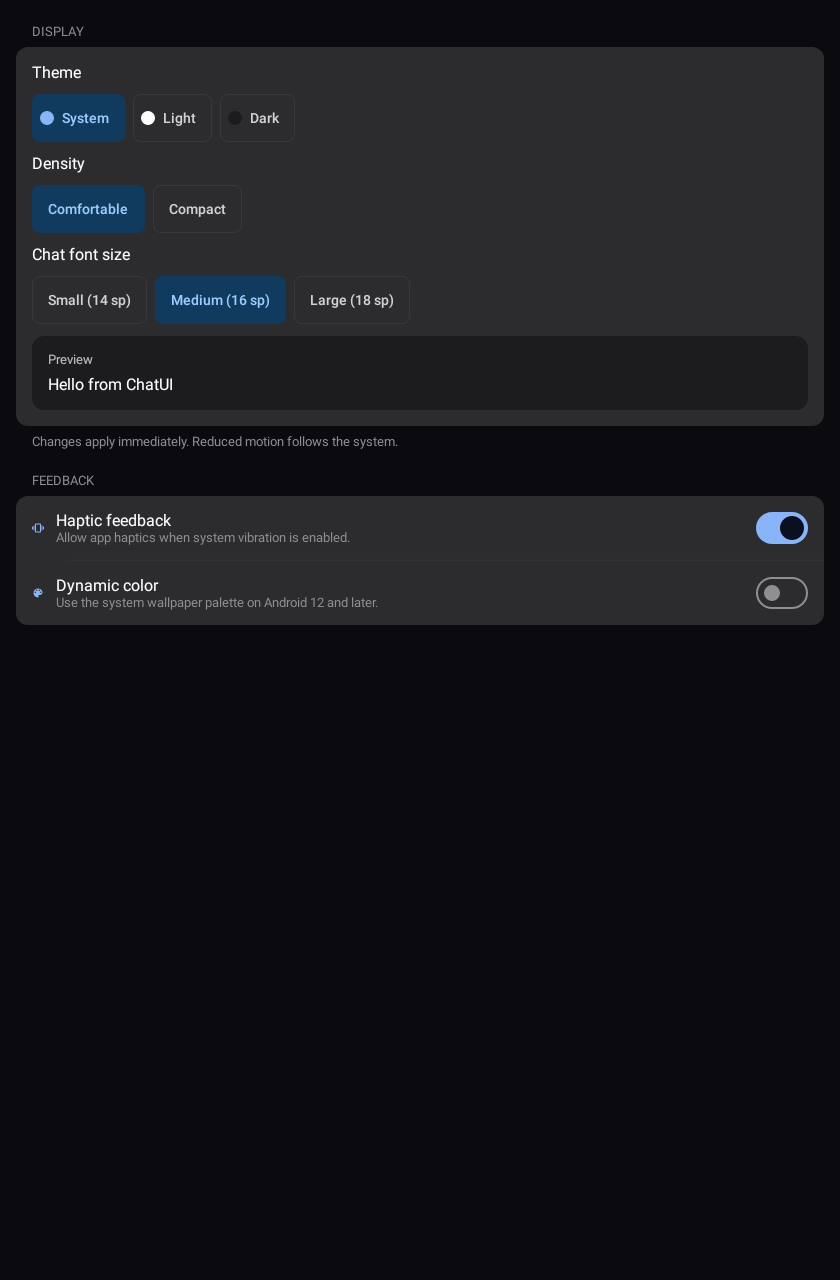 DISPLAY
Theme
System Light Dark
Density
Comfortable Compact
Chat font size
Small (14 sp) Medium (16 sp) Large (18 sp)
Preview
Hello from ChatUI
Changes apply immediately. Reduced motion follows the system.
FEEDBACK
Haptic feedback
Allow app haptics when system vibration is enabled.
Dynamic color
Use the system wallpaper palette on Android 12 and later.